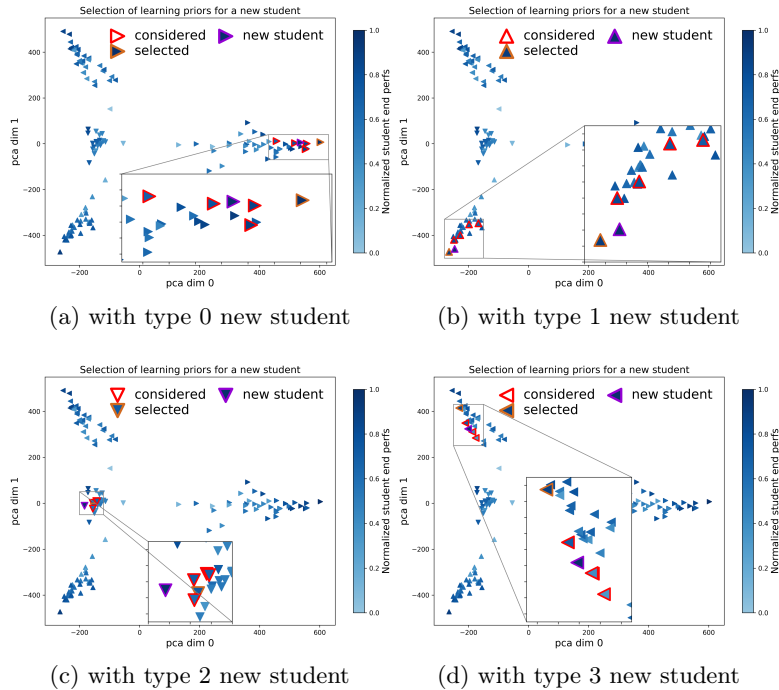 Selection of learning priors for a new student
considered new student
selected
pca dim 1
400
200
0
−200
−400
−200 0 200 400 600
pca dim 0
Normalized student end perfs
1.0
0.8
0.6
0.4
0.2
0.0
(a) with type 0 new student
Selection of learning priors for a new student
considered new student
selected
pca dim 1
400
200
0
−200
−400
−200 0 200 400 600
pca dim 0
Normalized student end perfs
1.0
0.8
0.6
0.4
0.2
0.0
(b) with type 1 new student
Selection of learning priors for a new student
considered new student
selected
pca dim 1
400
200
0
−200
−400
−200 0 200 400 600
pca dim 0
Normalized student end perfs
1.0
0.8
0.6
0.4
0.2
0.0
(c) with type 2 new student
Selection of learning priors for a new student
considered new student
selected
pca dim 1
400
200
0
−200
−400
−200 0 200 400 600
pca dim 0
Normalized student end perfs
1.0
0.8
0.6
0.4
0.2
0.0
(d) with type 3 new student